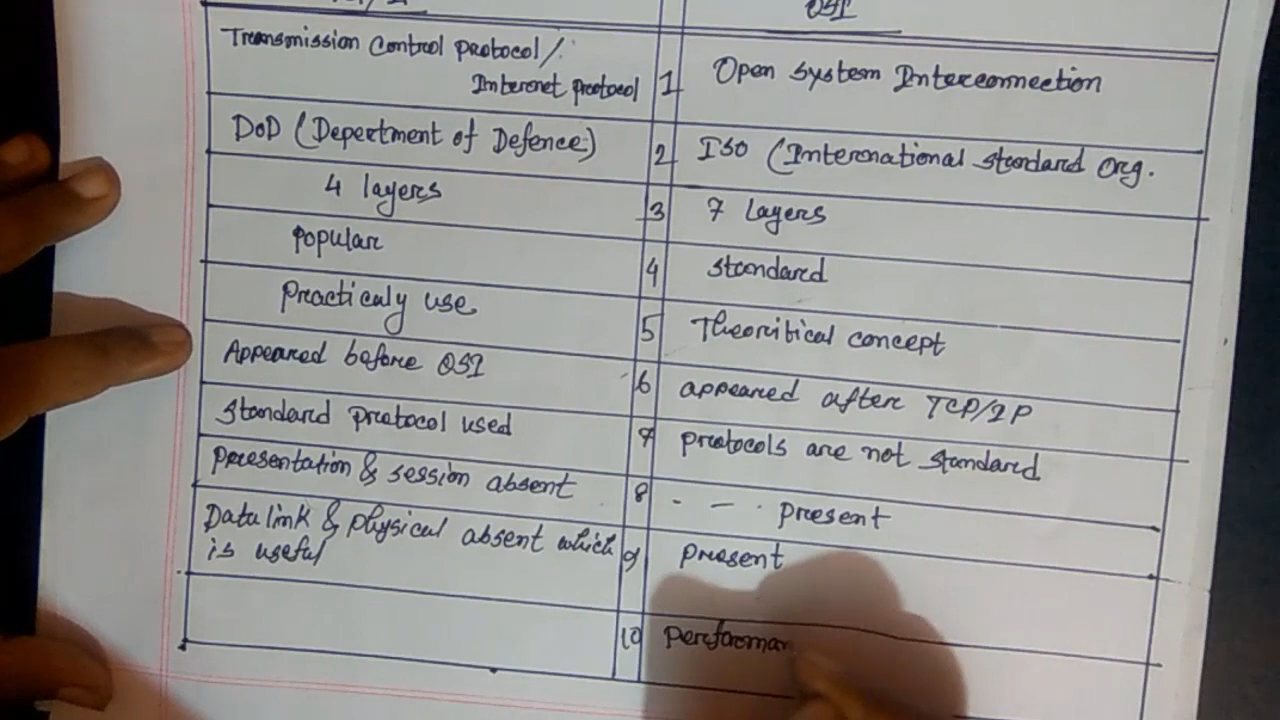 OSI
Transmission Control Protocol/
Internet protocol
1
Open System Interconnection
DoD (Department of Defence)
2
ISO (International standard Org.
4 layers
3
7 Layers
popular
4
standard
practicaly use
5
Theoritical concept
Appeared before OSI
6
appeared after TCP/IP
standard protocol used
7
protocols are not standard
presentation & session absent
8
- - - present
Data link & physical absent which
is useful
9
present
10
performan